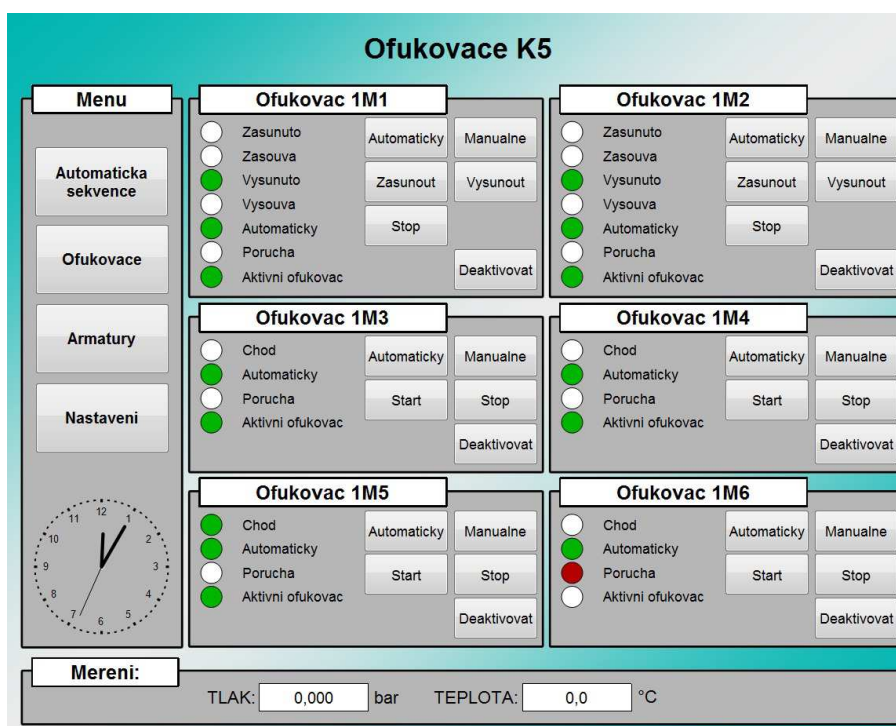 Ofukovace K5
Menu
Automaticka
sekvence
Ofukovace
Armatury
Nastaveni
12
1
2
3
4
5
6
7
8
9
10
11
Ofukovac 1M1
Zasunuto
Zasouva
Vysunuto
Vysouva
Automaticky
Porucha
Aktivni ofukovac
Automaticky Manualne
Zasunout Vysunout
Stop
Deaktivovat
Ofukovac 1M2
Zasunuto
Zasouva
Vysunuto
Vysouva
Automaticky
Porucha
Aktivni ofukovac
Automaticky Manualne
Zasunout Vysunout
Stop
Deaktivovat
Ofukovac 1M3
Chod
Automaticky
Porucha
Aktivni ofukovac
Automaticky Manualne
Start Stop
Deaktivovat
Ofukovac 1M4
Chod
Automaticky
Porucha
Aktivni ofukovac
Automaticky Manualne
Start Stop
Deaktivovat
Ofukovac 1M5
Chod
Automaticky
Porucha
Aktivni ofukovac
Automaticky Manualne
Start Stop
Deaktivovat
Ofukovac 1M6
Chod
Automaticky
Porucha
Aktivni ofukovac
Automaticky Manualne
Start Stop
Deaktivovat
Mereni:
TLAK: 0,000 bar TEPLOTA: 0,0 °C